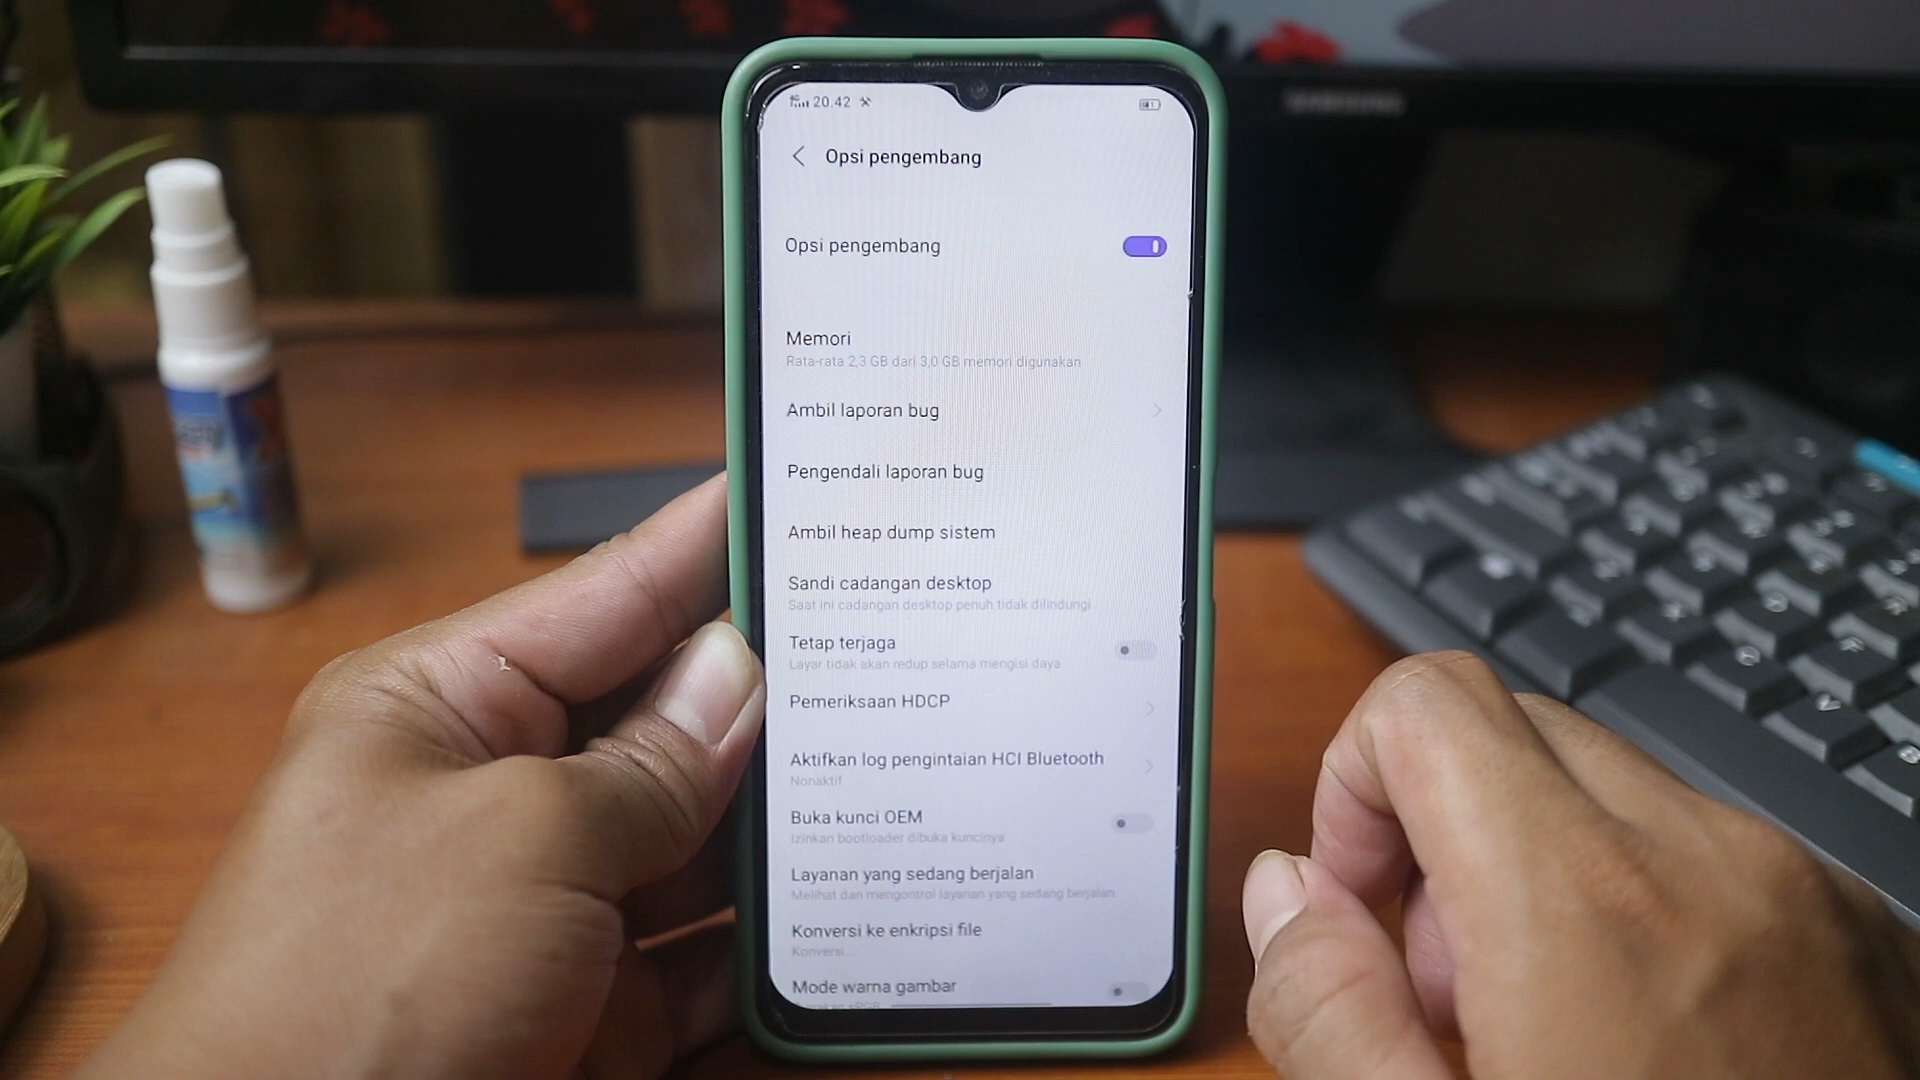 20.42
Opsi pengembang
Opsi pengembang
Memori
Rata-rata 2,3 GB dari 3,0 GB memori digunakan
Ambil laporan bug
Pengendali laporan bug
Ambil heap dump sistem
Sandi cadangan desktop
Saat ini cadangan desktop penuh tidak dilindungi
Tetap terjaga
Layar tidak akan redup selama mengisi daya
Pemeriksaan HDCP
Aktifkan log pengintaian HCI Bluetooth
Nonaktif
Buka kunci OEM
Izinkan bootloader dibuka kuncinya
Layanan yang sedang berjalan
Melihat dan mengontrol layanan yang sedang berjalan
Konversi ke enkripsi file
Konversi...
Mode warna gambar
SAMSUNG